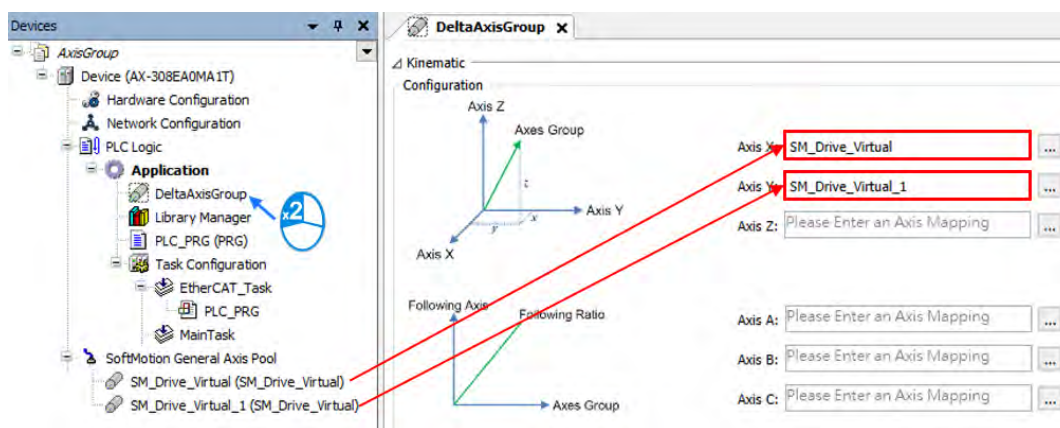 Devices
AxisGroup
Device (AX-308EA0MA1T)
Hardware Configuration
Network Configuration
PLC Logic
Application
DeltaAxisGroup
x2
Library Manager
PLC_PRG (PRG)
Task Configuration
EtherCAT_Task
PLC_PRG
MainTask
SoftMotion General Axis Pool
SM_Drive_Virtual (SM_Drive_Virtual)
SM_Drive_Virtual_1 (SM_Drive_Virtual)
DeltaAxisGroup
Kinematic
Configuration
Axis Z
Axes Group
z
Axis Y
x
y
Axis X
Axis X: SM_Drive_Virtual ...
Axis Y: SM_Drive_Virtual_1 ...
Axis Z: Please Enter an Axis Mapping ...
Following Axis
Following Ratio
Axes Group
Axis A: Please Enter an Axis Mapping ...
Axis B: Please Enter an Axis Mapping ...
Axis C: Please Enter an Axis Mapping ...